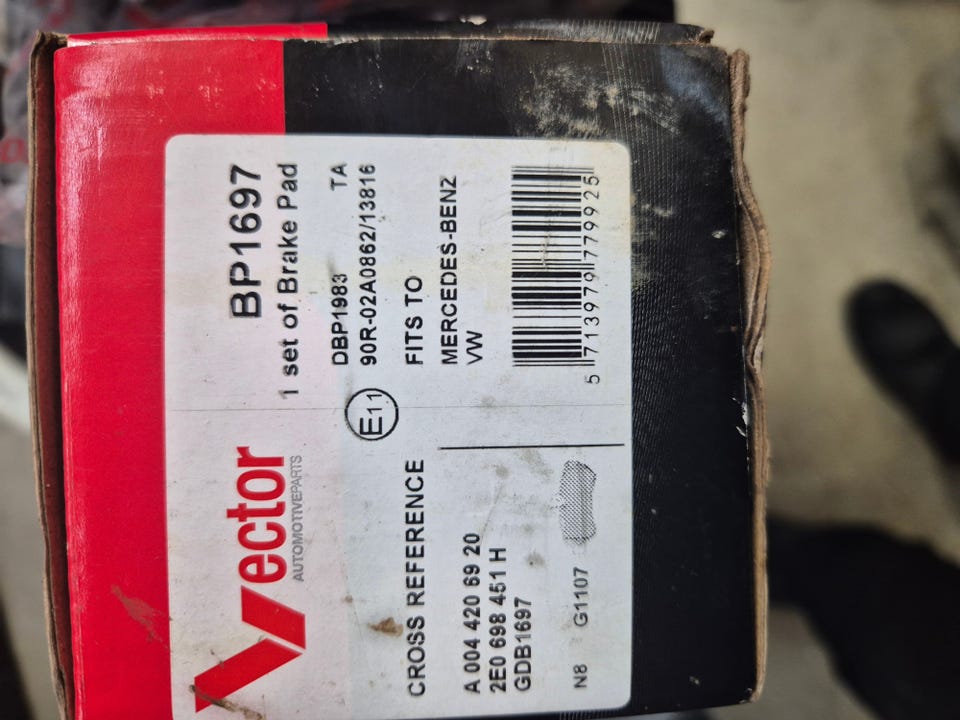 Vector
AUTOMOTIVEPARTS
BP1697
1 set of Brake Pad
DBP1983 TA
E11 90R-02A0862/13816
CROSS REFERENCE
A 004 420 69 20
2E0 698 451 H
GDB1697
N8 G1107
FITS TO
MERCEDES-BENZ
VW
5 713979 779925